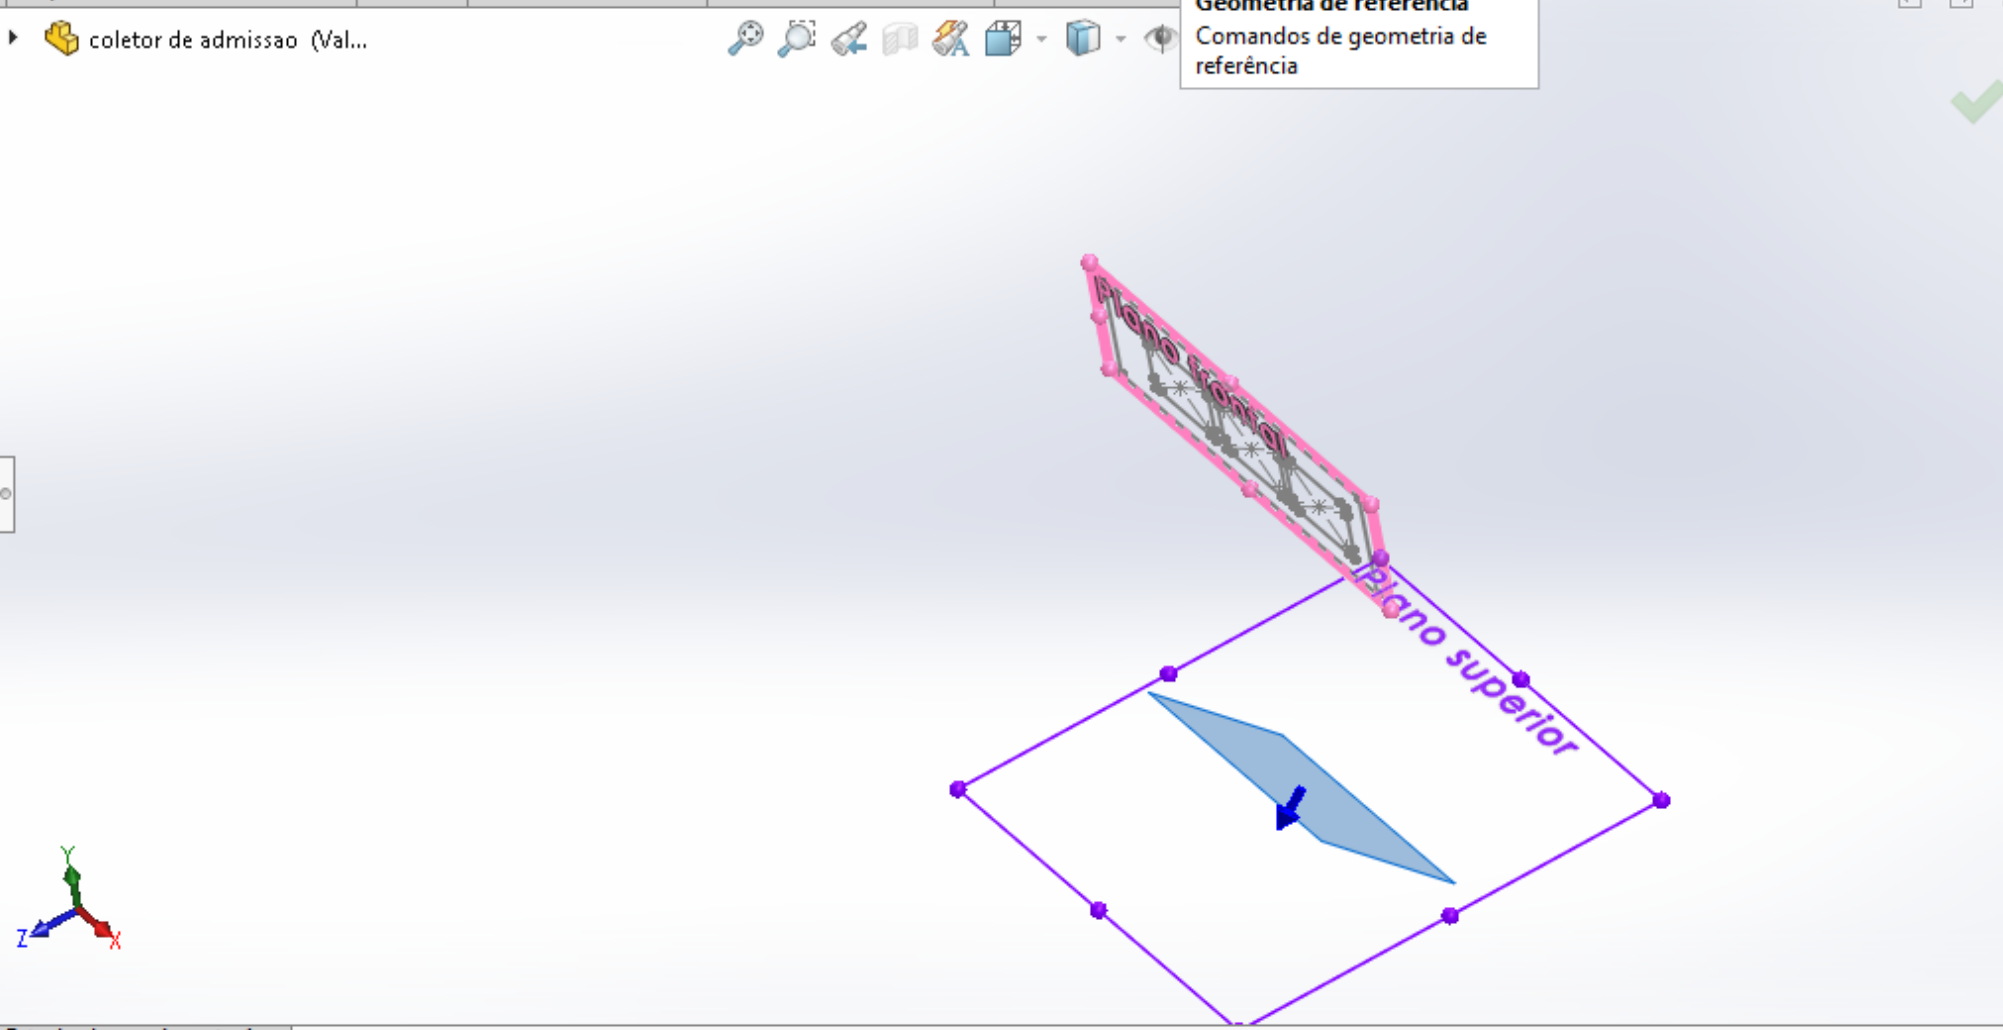 Geometria de referência
coletor de admissao (Val...
Comandos de geometria de
referência
Plano frontal
Plano superior
Y
Z
X